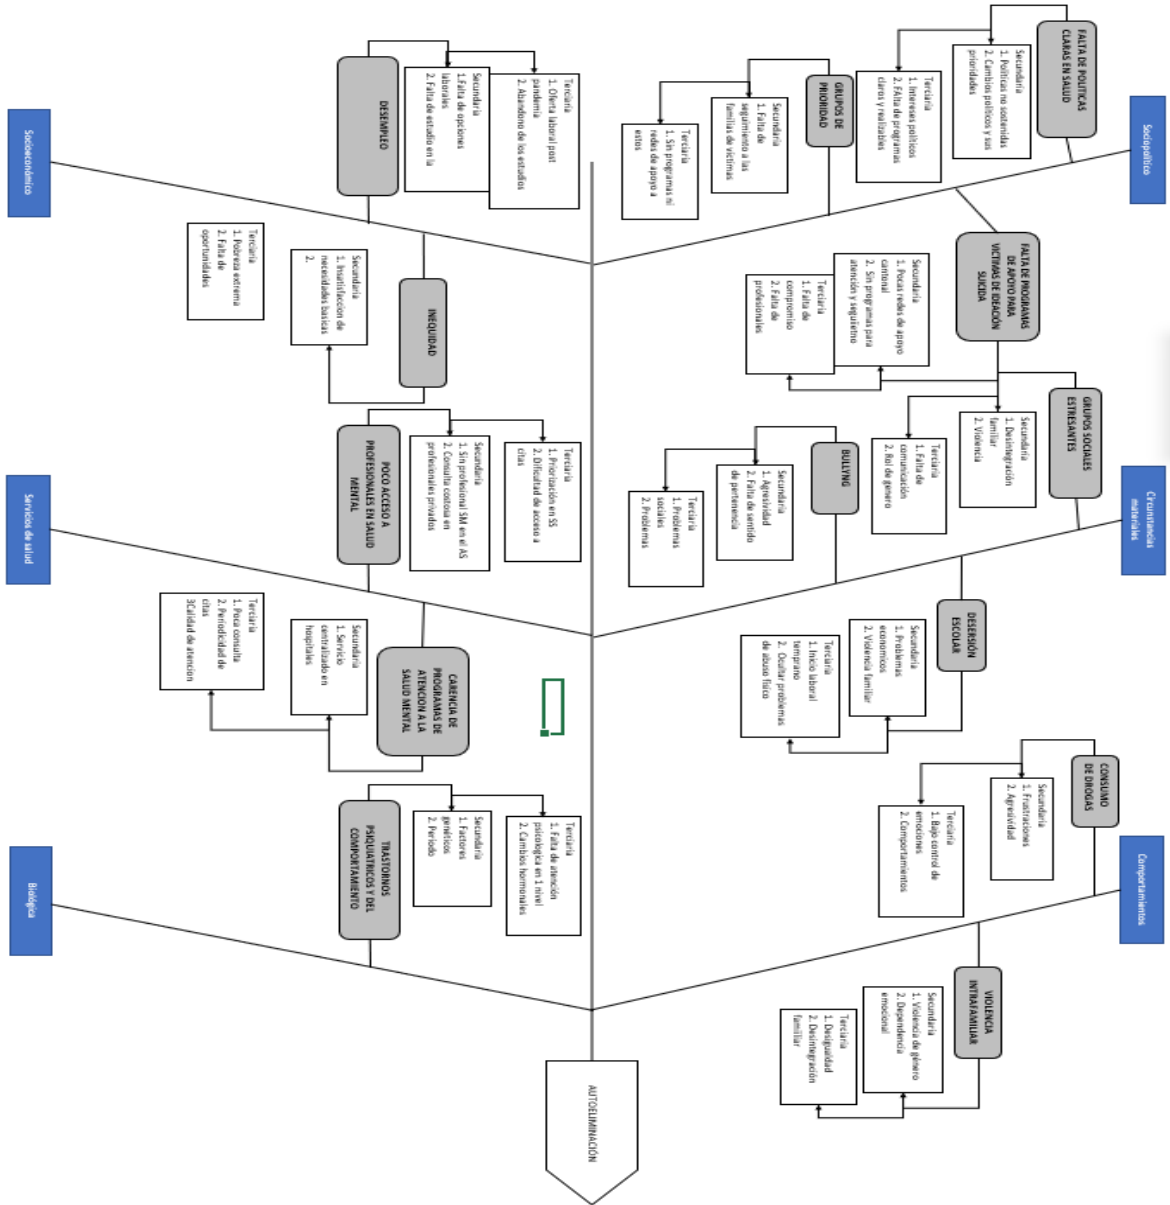 Sociopolítico
FALTA DE POLITICAS
CLARAS EN SALUD
Secundaria
1. Políticas no sostenidas
2. Cambios políticos y sus
prioridades
Terciaria
1. Intereses políticos
2. FAlta de programas
claros y realizables
GRUPOS DE
PRIORIDAD
Secundaria
1. Falta de
seguimiento a las
familias de víctimas
Terciaria
1. Sin programas ni
redes de apoyo a
estos
FALTA DE PROGRAMAS
DE APOYO PARA
VICTIMAS DE IDEACIÓN
SUICIDA
Secundaria
1. Pocas redes de apoyo
cantonal
2. Sin programas para
atención y seguiietno
Terciaria
1. Falta de
compromiso
2. Falta de
profesionales
Circunstancias
materiales
GRUPOS SOCIALES
ESTRESANTES
Secundaria
1. Desintegración
familiar
2. Violencia
Terciaria
1. Falta de
comunicación
2. Rol de genero
BULLYNG
Secundaria
1. Agresividad
2. Falta de sentido
de pertenencia
Terciaria
1. Problemas
sociales
2. Problemas
DESERSIÓN
ESCOLAR
Secundaria
1. Problemas
economicos
2. Violencia familiar
Terciaria
1. Inicio laboral
temprano
2. Ocultar problemas
de abuso fisico
Comportamientos
CONSUMO
DE DROGAS
Secundaria
1. Frustraciones
2. Agresividad
Terciaria
1. Bajo control de
emociones
2. Comportamientos
VIOLENCIA
INTRAFAMILIAR
Secundaria
1. Violencia de género
2. Dependencia
emocional
Terciaria
1. Desigualdad
2. Desintegración
familiar
AUTOELIMINACIÓN
Socioeconómico
DESEMPLEO
Secundaria
1.Falta de opciones
laborales
2. Falta de estudio en la
Terciaria
1. Oferta laboral post
pandemia
2. Abandono de los estudios
INEQUIDAD
Secundaria
1. Insatisfaccion de
necesidades basicas
2.
Terciaria
1. Pobreza extrema
2. Falta de
oportunidades
Servicios de salud
POCO ACCESO A
PROFESIONALES EN SALUD
MENTAL
Secundaria
1. Sin profesional SM en el AS
2. Consulta costosa en
profesionales privados
Terciaria
1. Priorización en SS
2. Dificultad de acceso a
citas
CARENCIA DE
PROGRAMAS DE
ATENCION A LA
SALUD MENTAL
Secundaria
1. Servicio
centralizado en
hospitales
Terciaria
1. Poca consulta
2. Periodicidad de
citas
3Calidad de atencion
Biológica
TRASTORNOS
PSIQUIATRICOS Y DEL
COMPORTAMIENTO
Secundaria
1. Factores
genéticos
2. Periodo
Terciaria
1. Falta de atención
psicologica en 1 nivel
2. Cambios hormonales